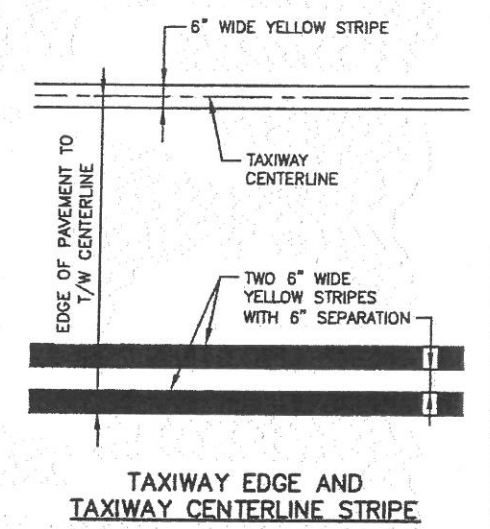 6" WIDE YELLOW STRIPE
TAXIWAY
CENTERLINE
EDGE OF PAVEMENT TO
T/W CENTERLINE
TWO 6" WIDE
YELLOW STRIPES
WITH 6" SEPARATION
TAXIWAY EDGE AND
TAXIWAY CENTERLINE STRIPE